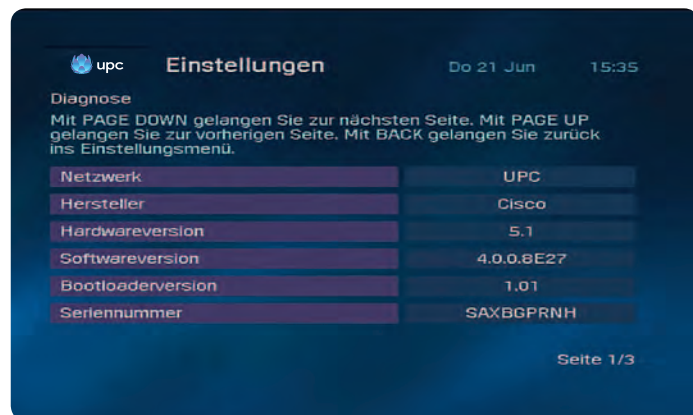 upc Einstellungen Do 21 Jun 15:35
Diagnose
Mit PAGE DOWN gelangen Sie zur nächsten Seite. Mit PAGE UP
gelangen Sie zur vorherigen Seite. Mit BACK gelangen Sie zurück
ins Einstellungsmenü.
Netzwerk UPC
Hersteller Cisco
Hardwareversion 5.1
Softwareversion 4.0.0.8E27
Bootloaderversion 1.01
Seriennummer SAXBGPRNH
Seite 1/3